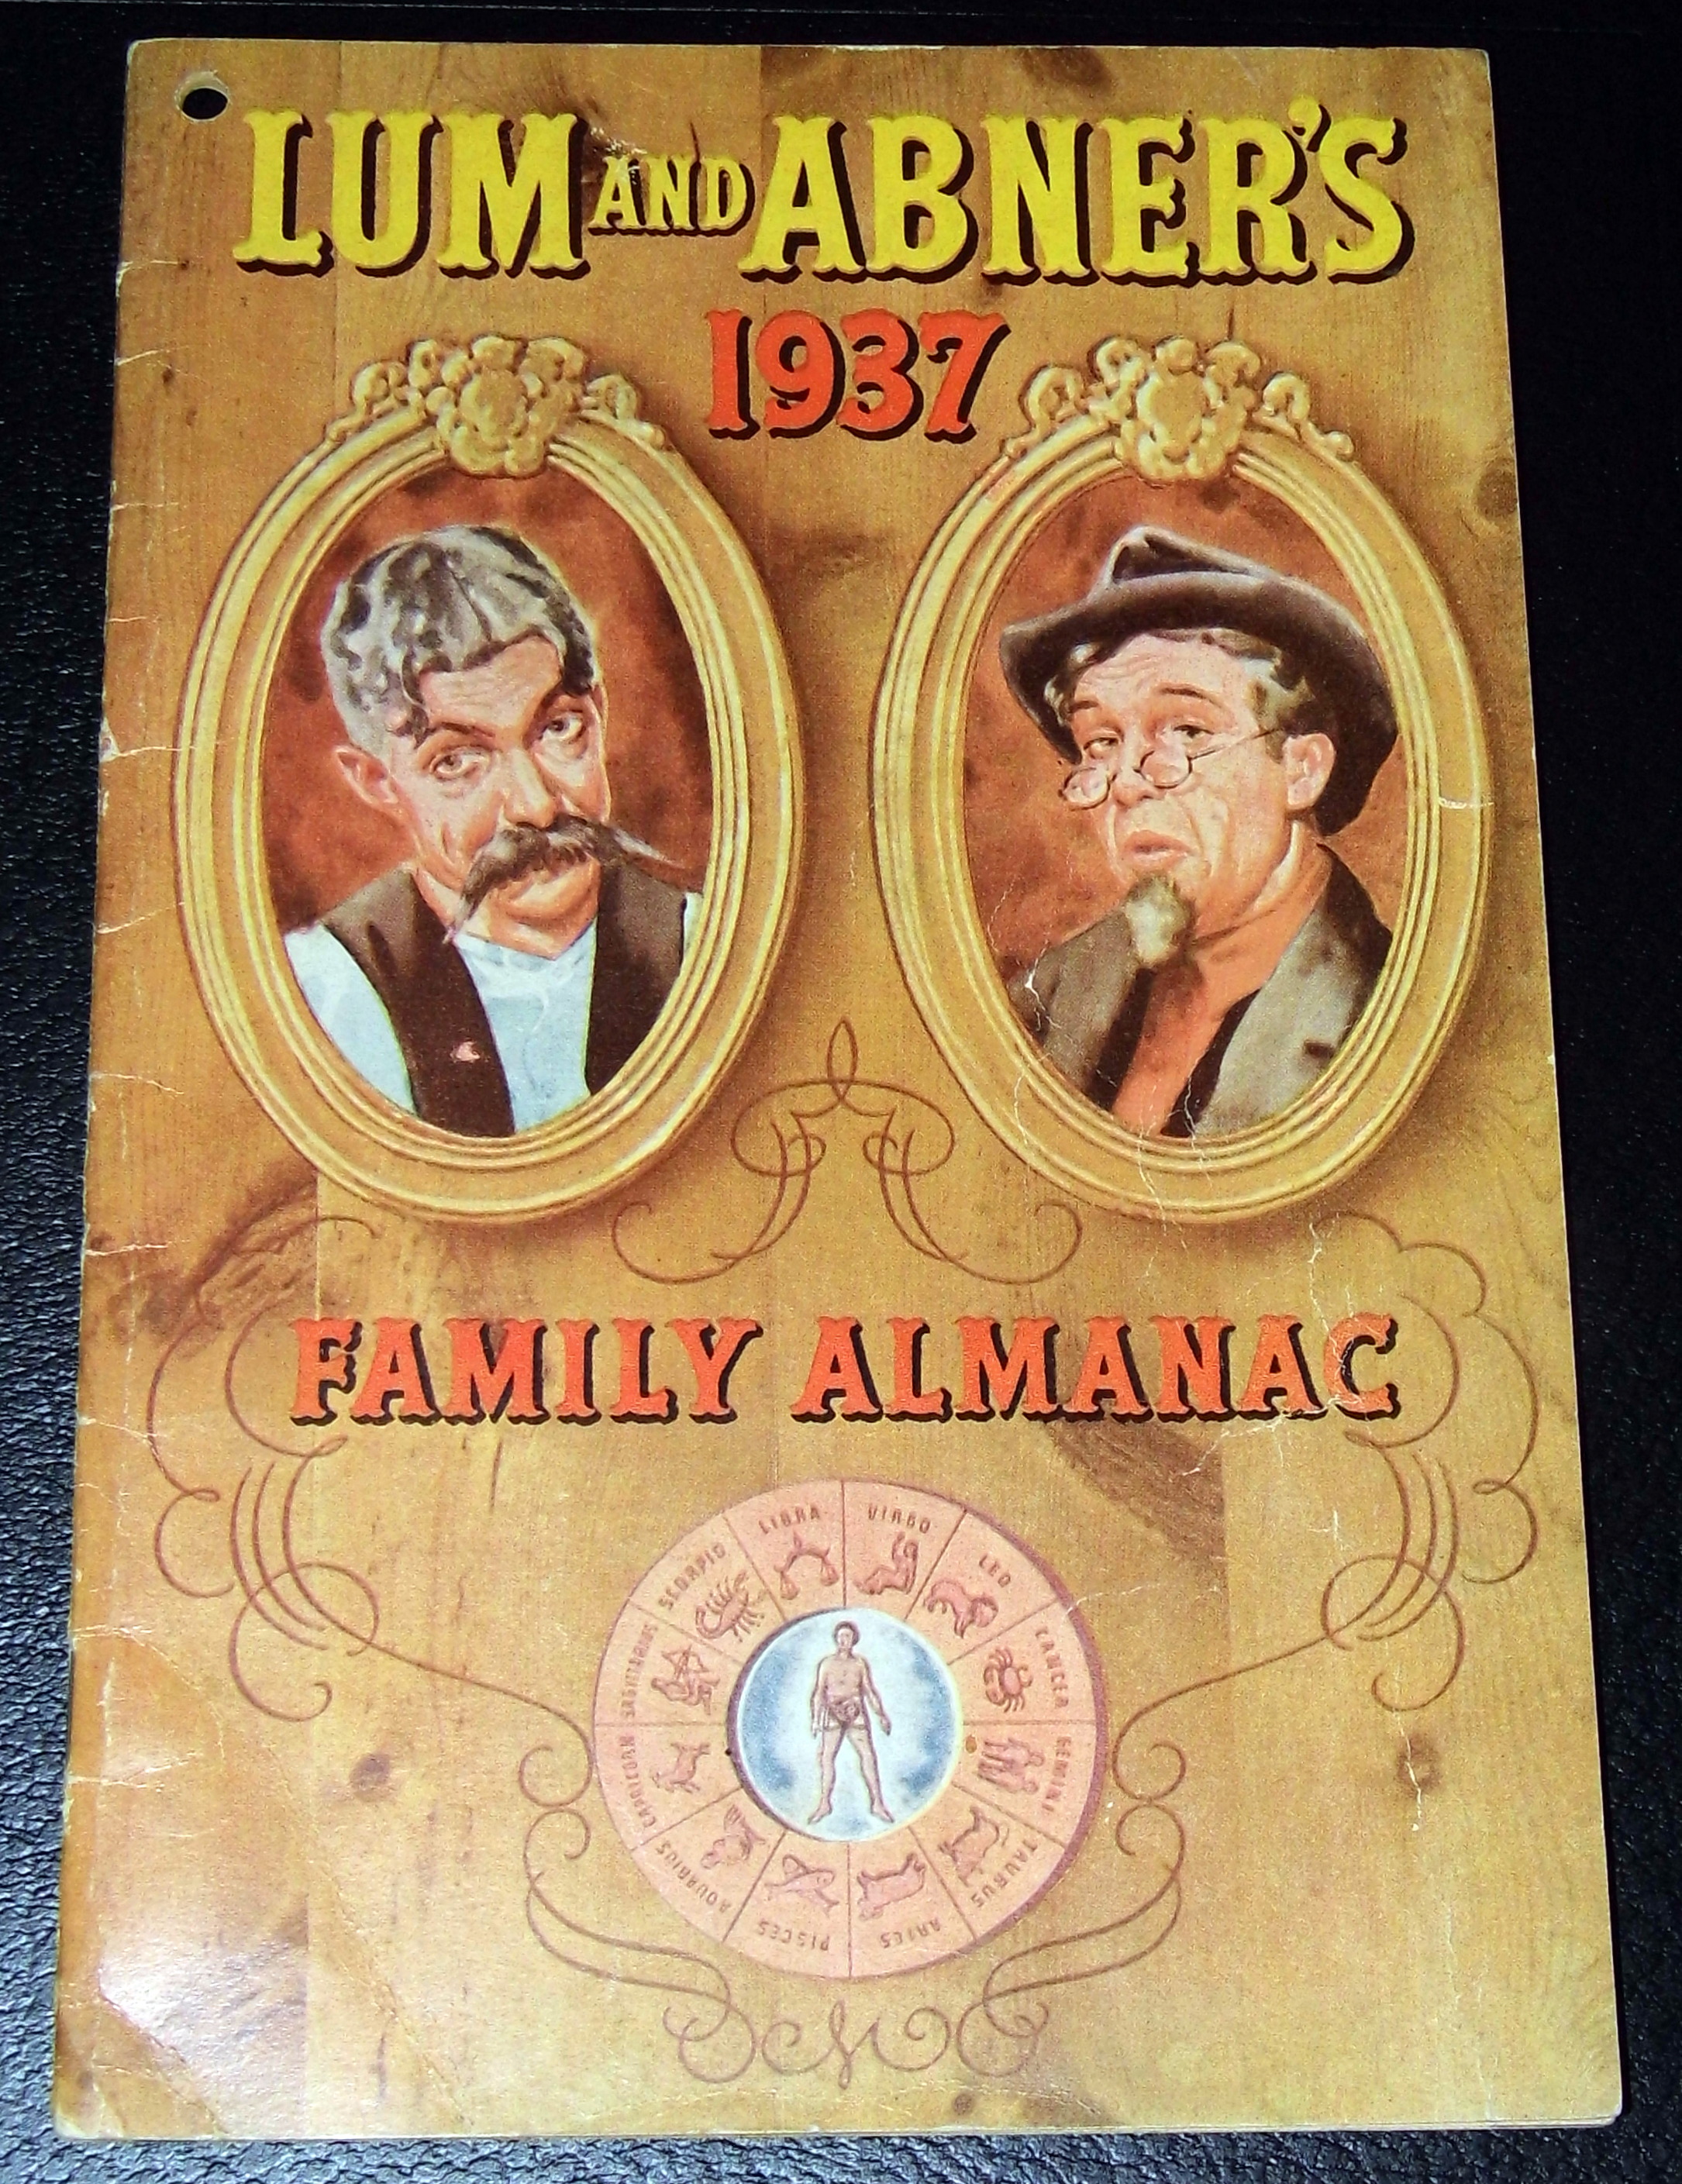 LUM AND ABNER'S
1937
FAMILY ALMANAC
LIBRA
VIRGO
LEO
CANCER
GEMINI
TAURUS
ARIES
PISCES
AQUARIUS
CAPRICORN
SAGITTARIUS
SCORPIO